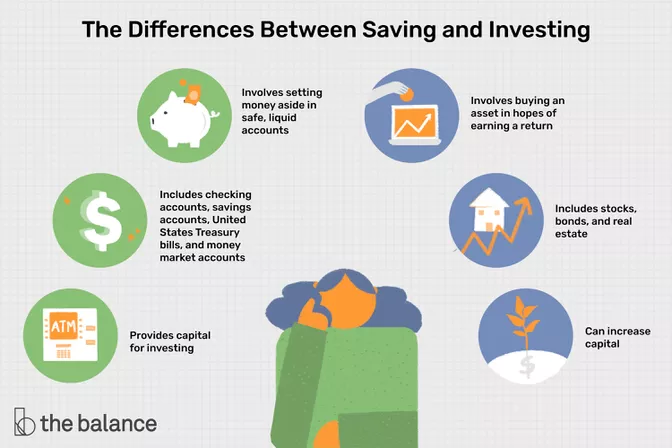 The Differences Between Saving and Investing
Involves setting
money aside in
safe, liquid
accounts
Includes checking
accounts, savings
accounts, United
States Treasury
bills, and money
market accounts
ATM
Provides capital
for investing
Involves buying an
asset in hopes of
earning a return
Includes stocks,
bonds, and real
estate
Can increase
capital
$
$
the balance